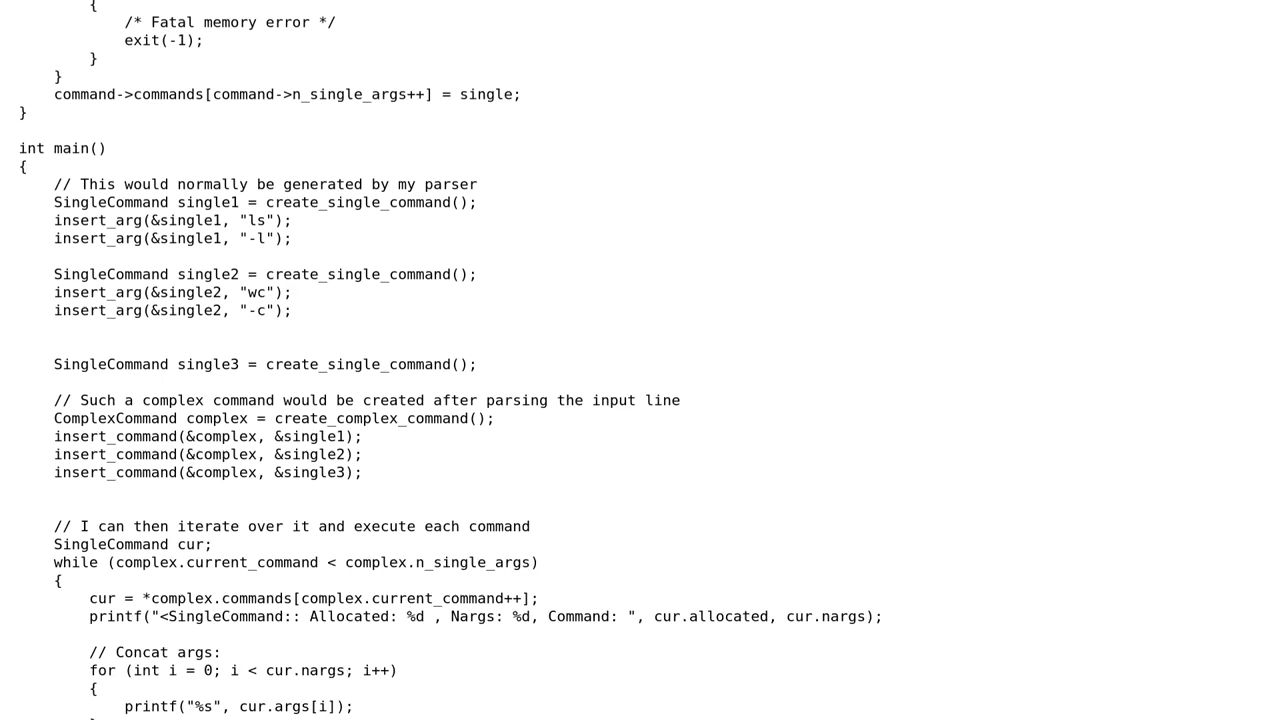 {
/* Fatal memory error */
exit(-1);
}
}
command->commands[command->n_single_args++] = single;
}
int main()
{
// This would normally be generated by my parser
SingleCommand single1 = create_single_command();
insert_arg(&single1, "ls");
insert_arg(&single1, "-l");
SingleCommand single2 = create_single_command();
insert_arg(&single2, "wc");
insert_arg(&single2, "-c");
SingleCommand single3 = create_single_command();
// Such a complex command would be created after parsing the input line
ComplexCommand complex = create_complex_command();
insert_command(&complex, &single1);
insert_command(&complex, &single2);
insert_command(&complex, &single3);
// I can then iterate over it and execute each command
SingleCommand cur;
while (complex.current_command < complex.n_single_args)
{
cur = *complex.commands[complex.current_command++];
printf("<SingleCommand:: Allocated: %d , Nargs: %d, Command: ", cur.allocated, cur.nargs);
// Concat args:
for (int i = 0; i < cur.nargs; i++)
{
printf("%s", cur.args[i]);